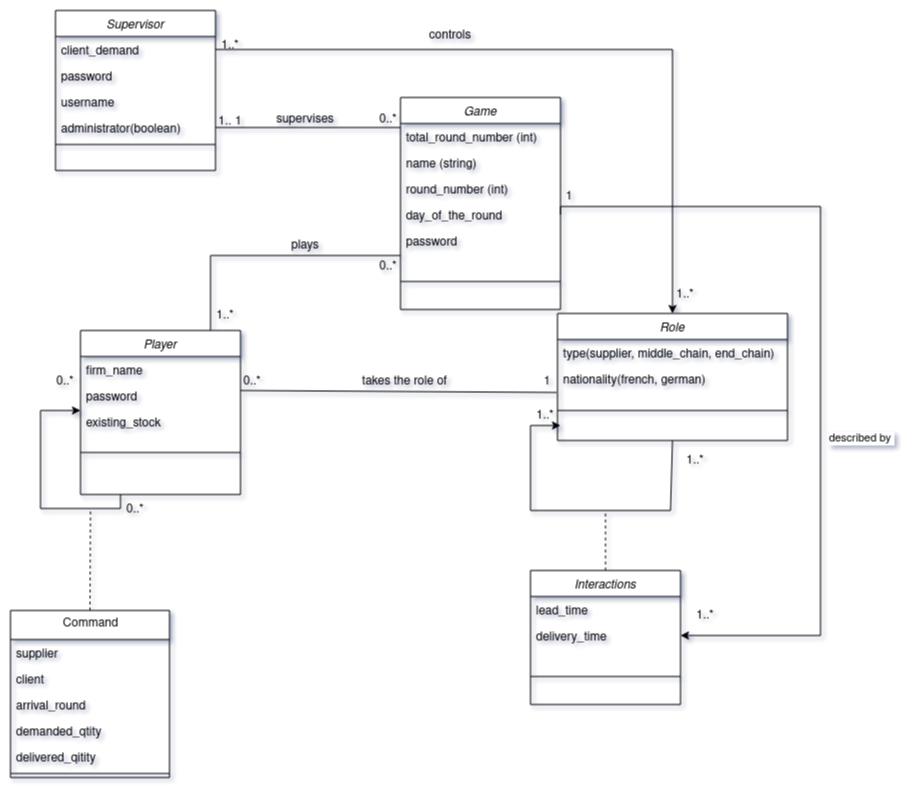 Supervisor
client_demand
password
username
administrator(boolean)
1..*
controls
1.. 1
supervises
0..*
Game
total_round_number (int)
name (string)
round_number (int)
day_of_the_round
password
1
plays
0..*
1..*
1..*
Role
type(supplier, middle_chain, end_chain)
nationality(french, german)
Player
firm_name
password
existing_stock
0..*
0..*
takes the role of
1
1..*
1..*
described by
0..*
Interactions
lead_time
delivery_time
1..*
Command
supplier
client
arrival_round
demanded_qtity
delivered_qitity